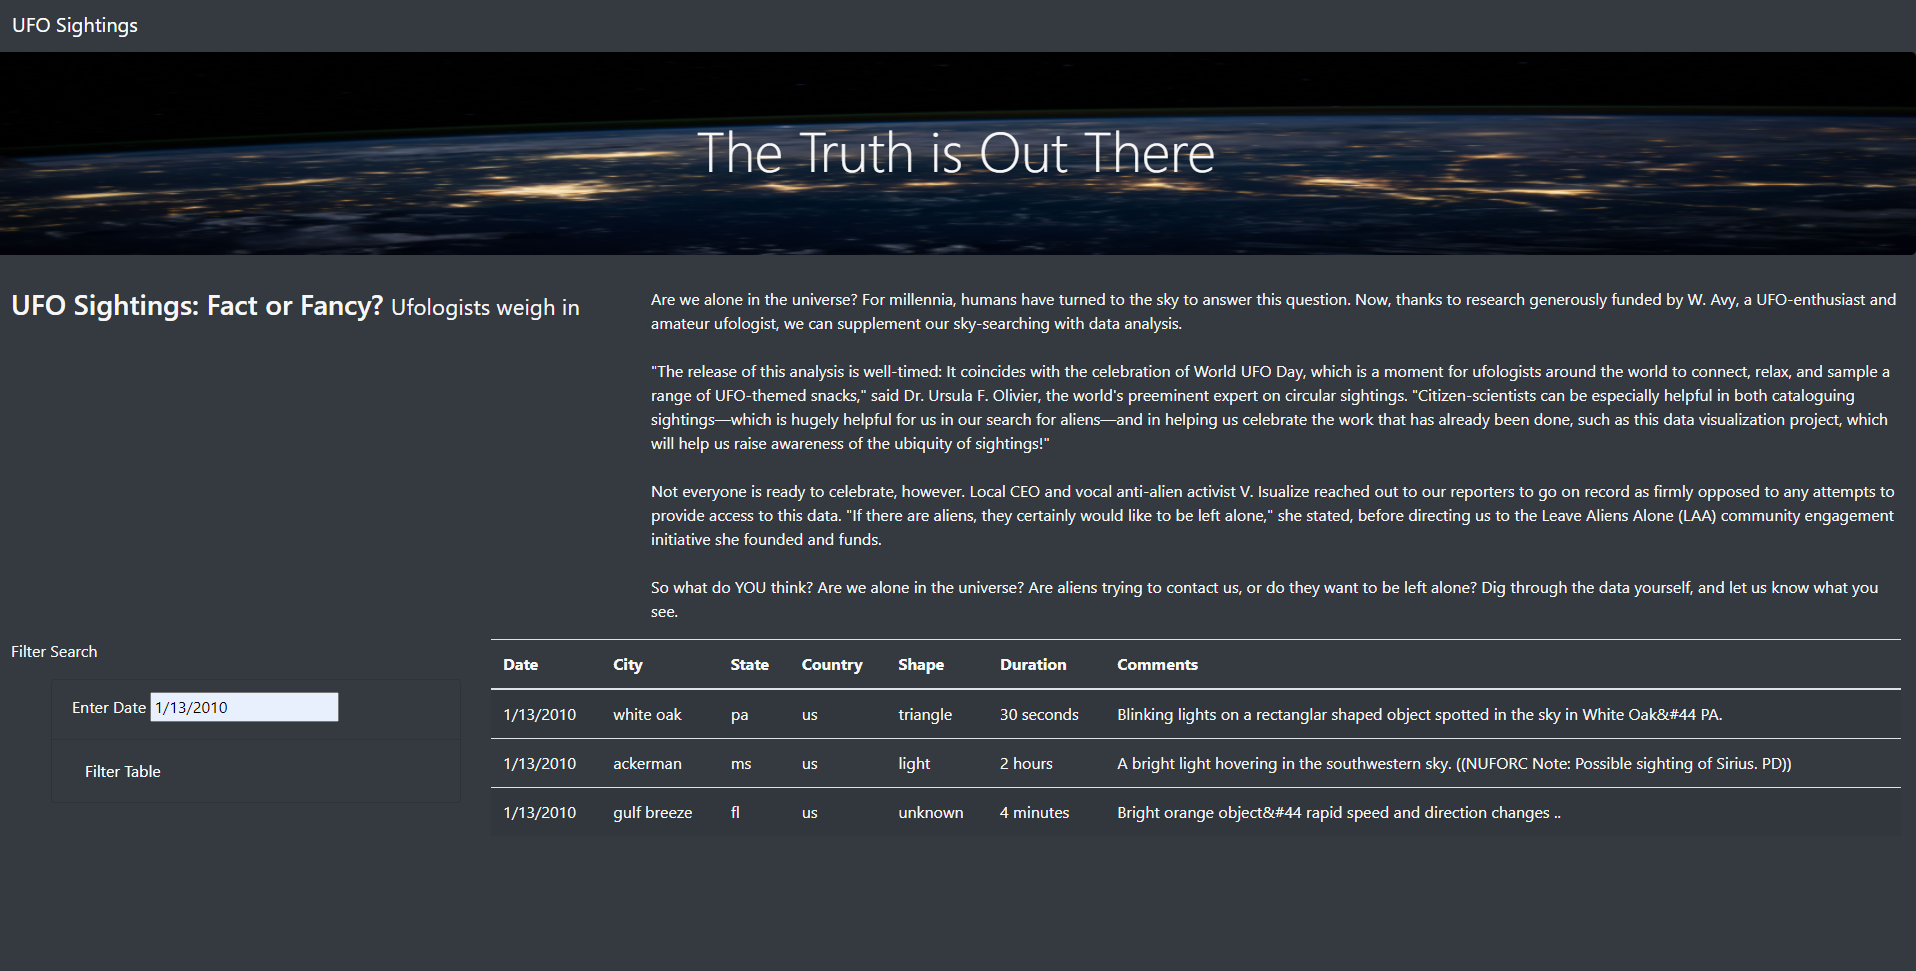 UFO Sightings
The Truth is Out There
UFO Sightings: Fact or Fancy? Ufologists weigh in
Are we alone in the universe? For millennia, humans have turned to the sky to answer this question. Now, thanks to research generously funded by W. Avy, a UFO-enthusiast and
amateur ufologist, we can supplement our sky-searching with data analysis.
"The release of this analysis is well-timed: It coincides with the celebration of World UFO Day, which is a moment for ufologists around the world to connect, relax, and sample a
range of UFO-themed snacks," said Dr. Ursula F. Olivier, the world's preeminent expert on circular sightings. "Citizen-scientists can be especially helpful in both cataloguing
sightings—which is hugely helpful for us in our search for aliens—and in helping us celebrate the work that has already been done, such as this data visualization project, which
will help us raise awareness of the ubiquity of sightings!"
Not everyone is ready to celebrate, however. Local CEO and vocal anti-alien activist V. Isualize reached out to our reporters to go on record as firmly opposed to any attempts to
provide access to this data. "If there are aliens, they certainly would like to be left alone," she stated, before directing us to the Leave Aliens Alone (LAA) community engagement
initiative she founded and funds.
So what do YOU think? Are we alone in the universe? Are aliens trying to contact us, or do they want to be left alone? Dig through the data yourself, and let us know what you
see.
Filter Search
Enter Date 1/13/2010
Filter Table
Date City State Country Shape Duration Comments
1/13/2010 white oak pa us triangle 30 seconds Blinking lights on a rectanglar shaped object spotted in the sky in White Oak&#44 PA.
1/13/2010 ackerman ms us light 2 hours A bright light hovering in the southwestern sky. ((NUFORC Note: Possible sighting of Sirius. PD))
1/13/2010 gulf breeze fl us unknown 4 minutes Bright orange object&#44 rapid speed and direction changes ..